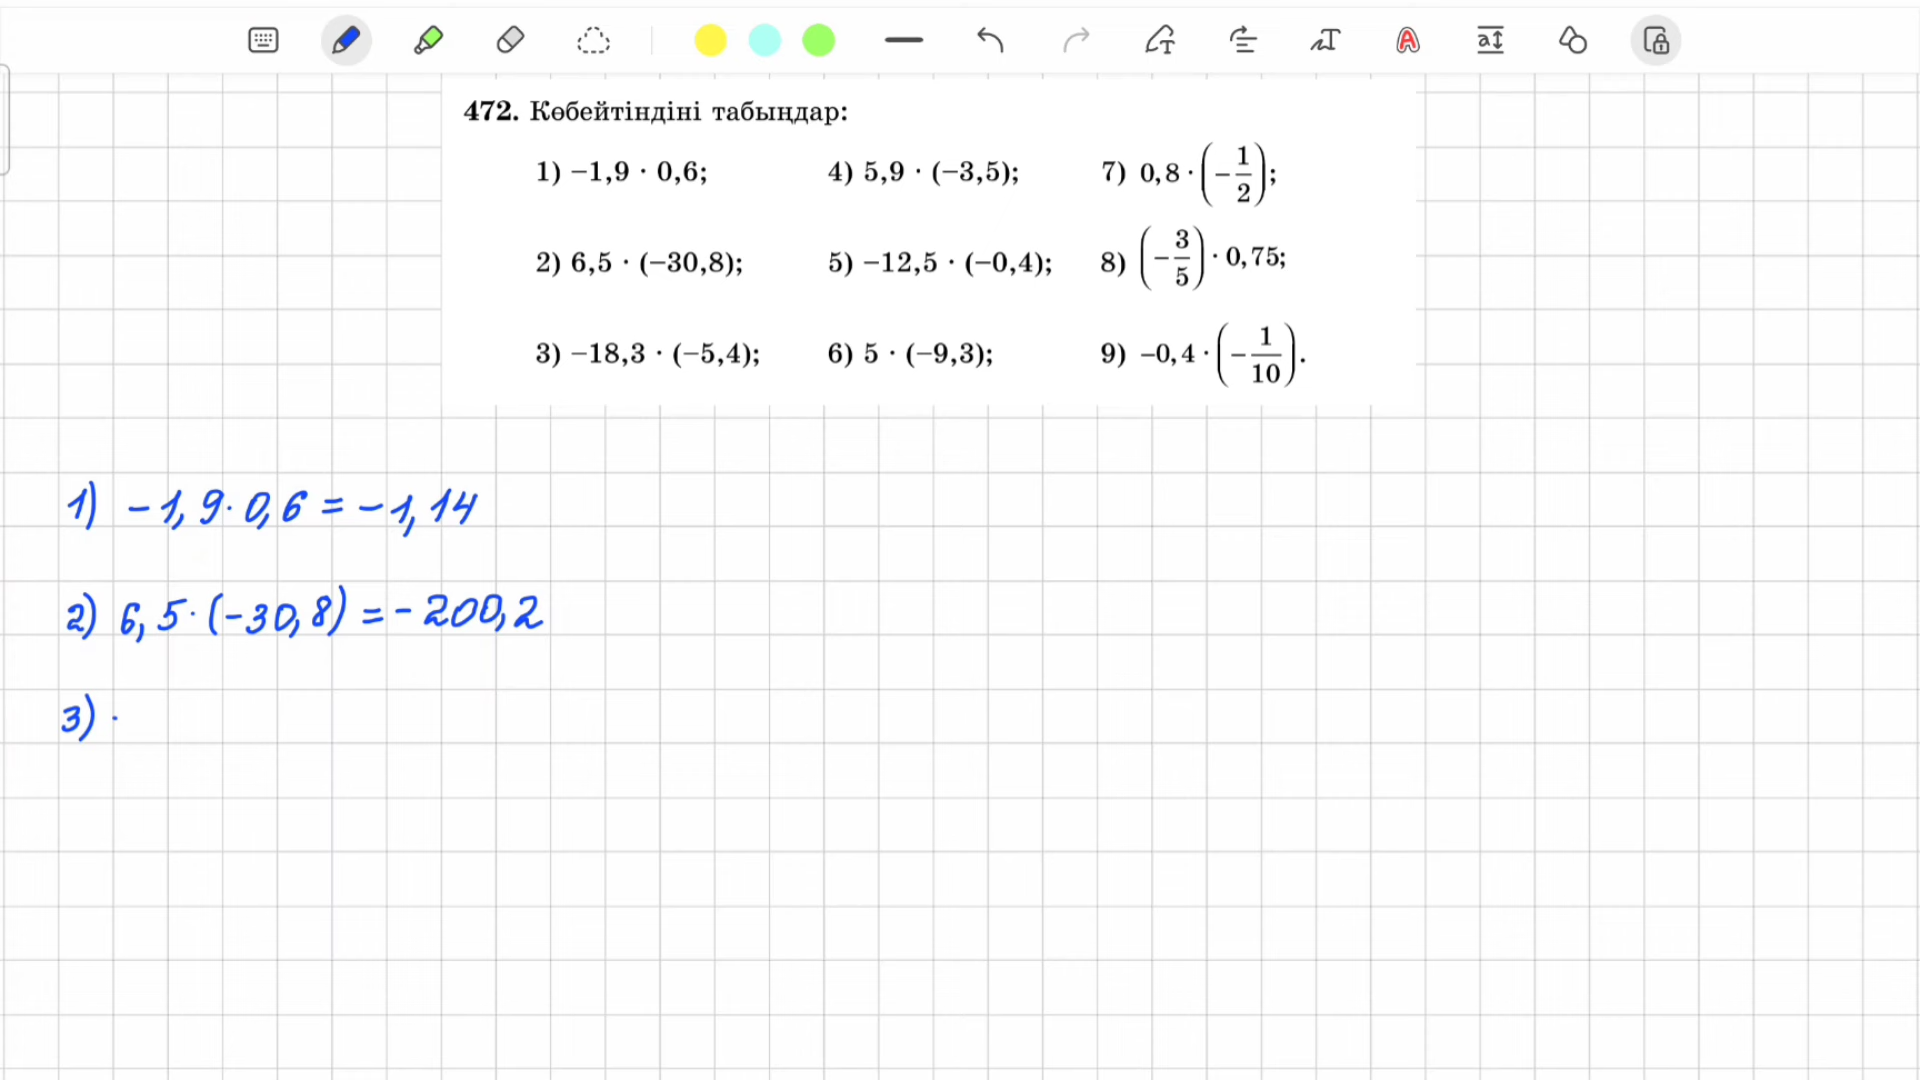 472. Көбейтіндіні табыңдар:
1) −1,9 · 0,6;
4) 5,9 · (−3,5);
7) 0,8 · (−1/2);
2) 6,5 · (−30,8);
5) −12,5 · (−0,4);
8) (−3/5) · 0,75;
3) −18,3 · (−5,4);
6) 5 · (−9,3);
9) −0,4 · (−1/10).
1) −1,9 · 0,6 = −1,14
2) 6,5 · (−30,8) = −200,2
3) ·